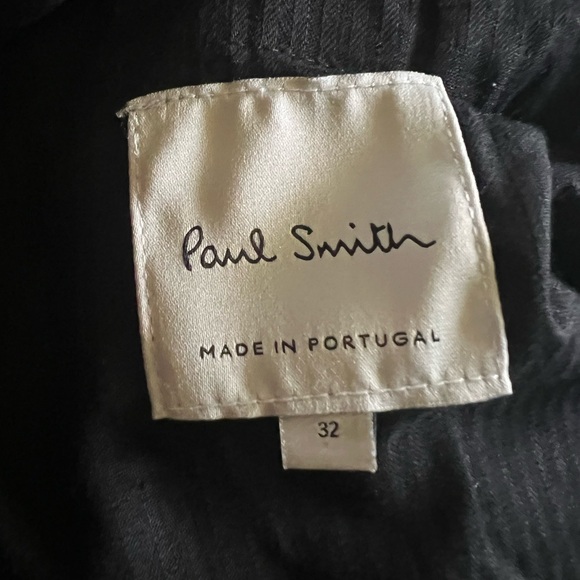 Paul Smith
MADE IN PORTUGAL
32